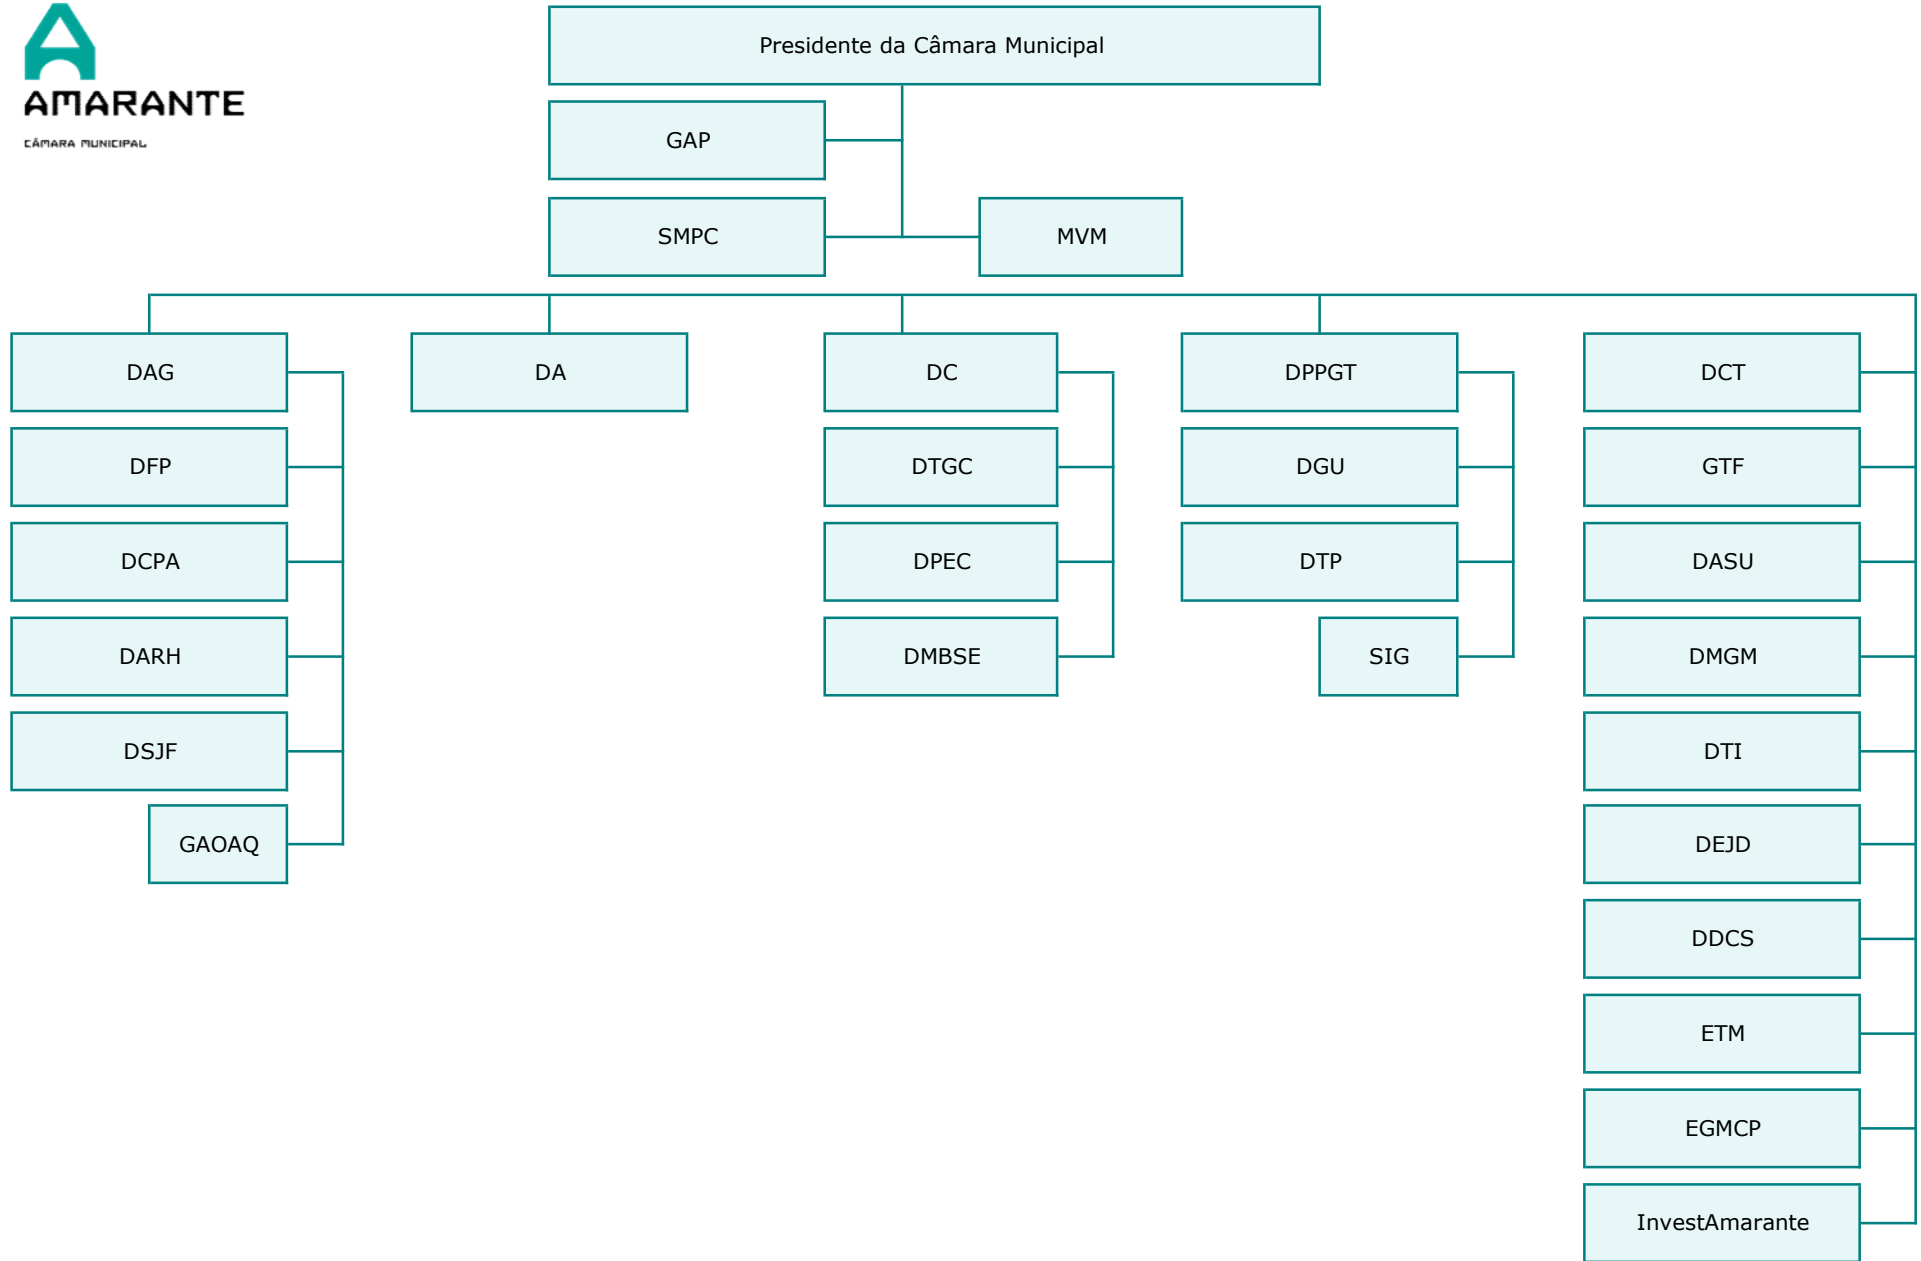 AMARANTE
CÂMARA MUNICIPAL
Presidente da Câmara Municipal
GAP
SMPC
MVM
DAG
DFP
DCPA
DARH
DSJF
GAOAQ
DA
DC
DTGC
DPEC
DMBSE
DPPGT
DGU
DTP
SIG
DCT
GTF
DASU
DMGM
DTI
DEJD
DDCS
ETM
EGMCP
InvestAmarante